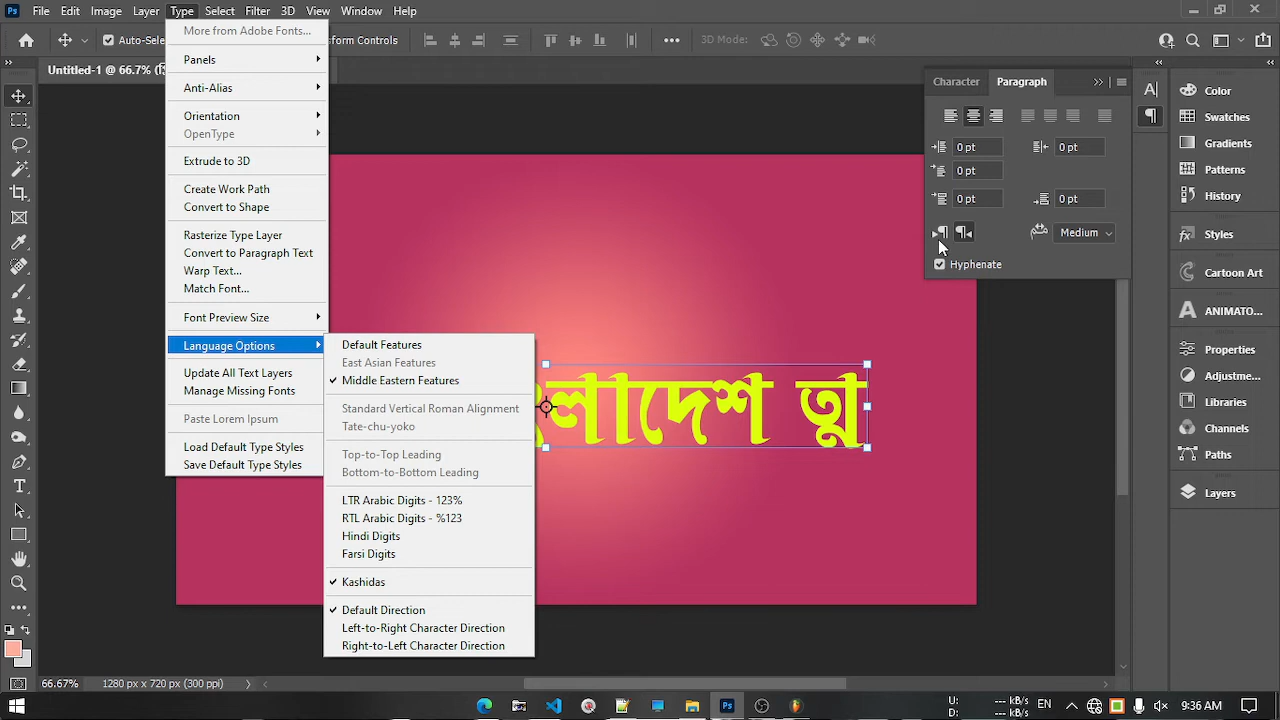 Ps File Edit Image Layer Type Select Filter 3D View Window Help
Auto-Sele
form Controls
3D Mode:
Untitled-1 @ 66.7% (
More from Adobe Fonts...
Panels
Anti-Alias
Orientation
OpenType
Extrude to 3D
Create Work Path
Convert to Shape
Rasterize Type Layer
Convert to Paragraph Text
Warp Text...
Match Font...
Font Preview Size
Language Options
Update All Text Layers
Manage Missing Fonts
Paste Lorem Ipsum
Load Default Type Styles
Save Default Type Styles
Default Features
East Asian Features
Middle Eastern Features
Standard Vertical Roman Alignment
Tate-chu-yoko
Top-to-Top Leading
Bottom-to-Bottom Leading
LTR Arabic Digits - 123%
RTL Arabic Digits - %123
Hindi Digits
Farsi Digits
Kashidas
Default Direction
Left-to-Right Character Direction
Right-to-Left Character Direction
Character Paragraph
0 pt 0 pt
0 pt
0 pt 0 pt
Medium
Hyphenate
Color
Swatches
Gradients
Patterns
History
Styles
Cartoon Art
ANIMATO...
Properties
Adjustme...
Libraries
Channels
Paths
Layers
66.67% 1280 px x 720 px (300 ppi)
U: -- kB/s
D: -- kB/s
EN
9:36 AM